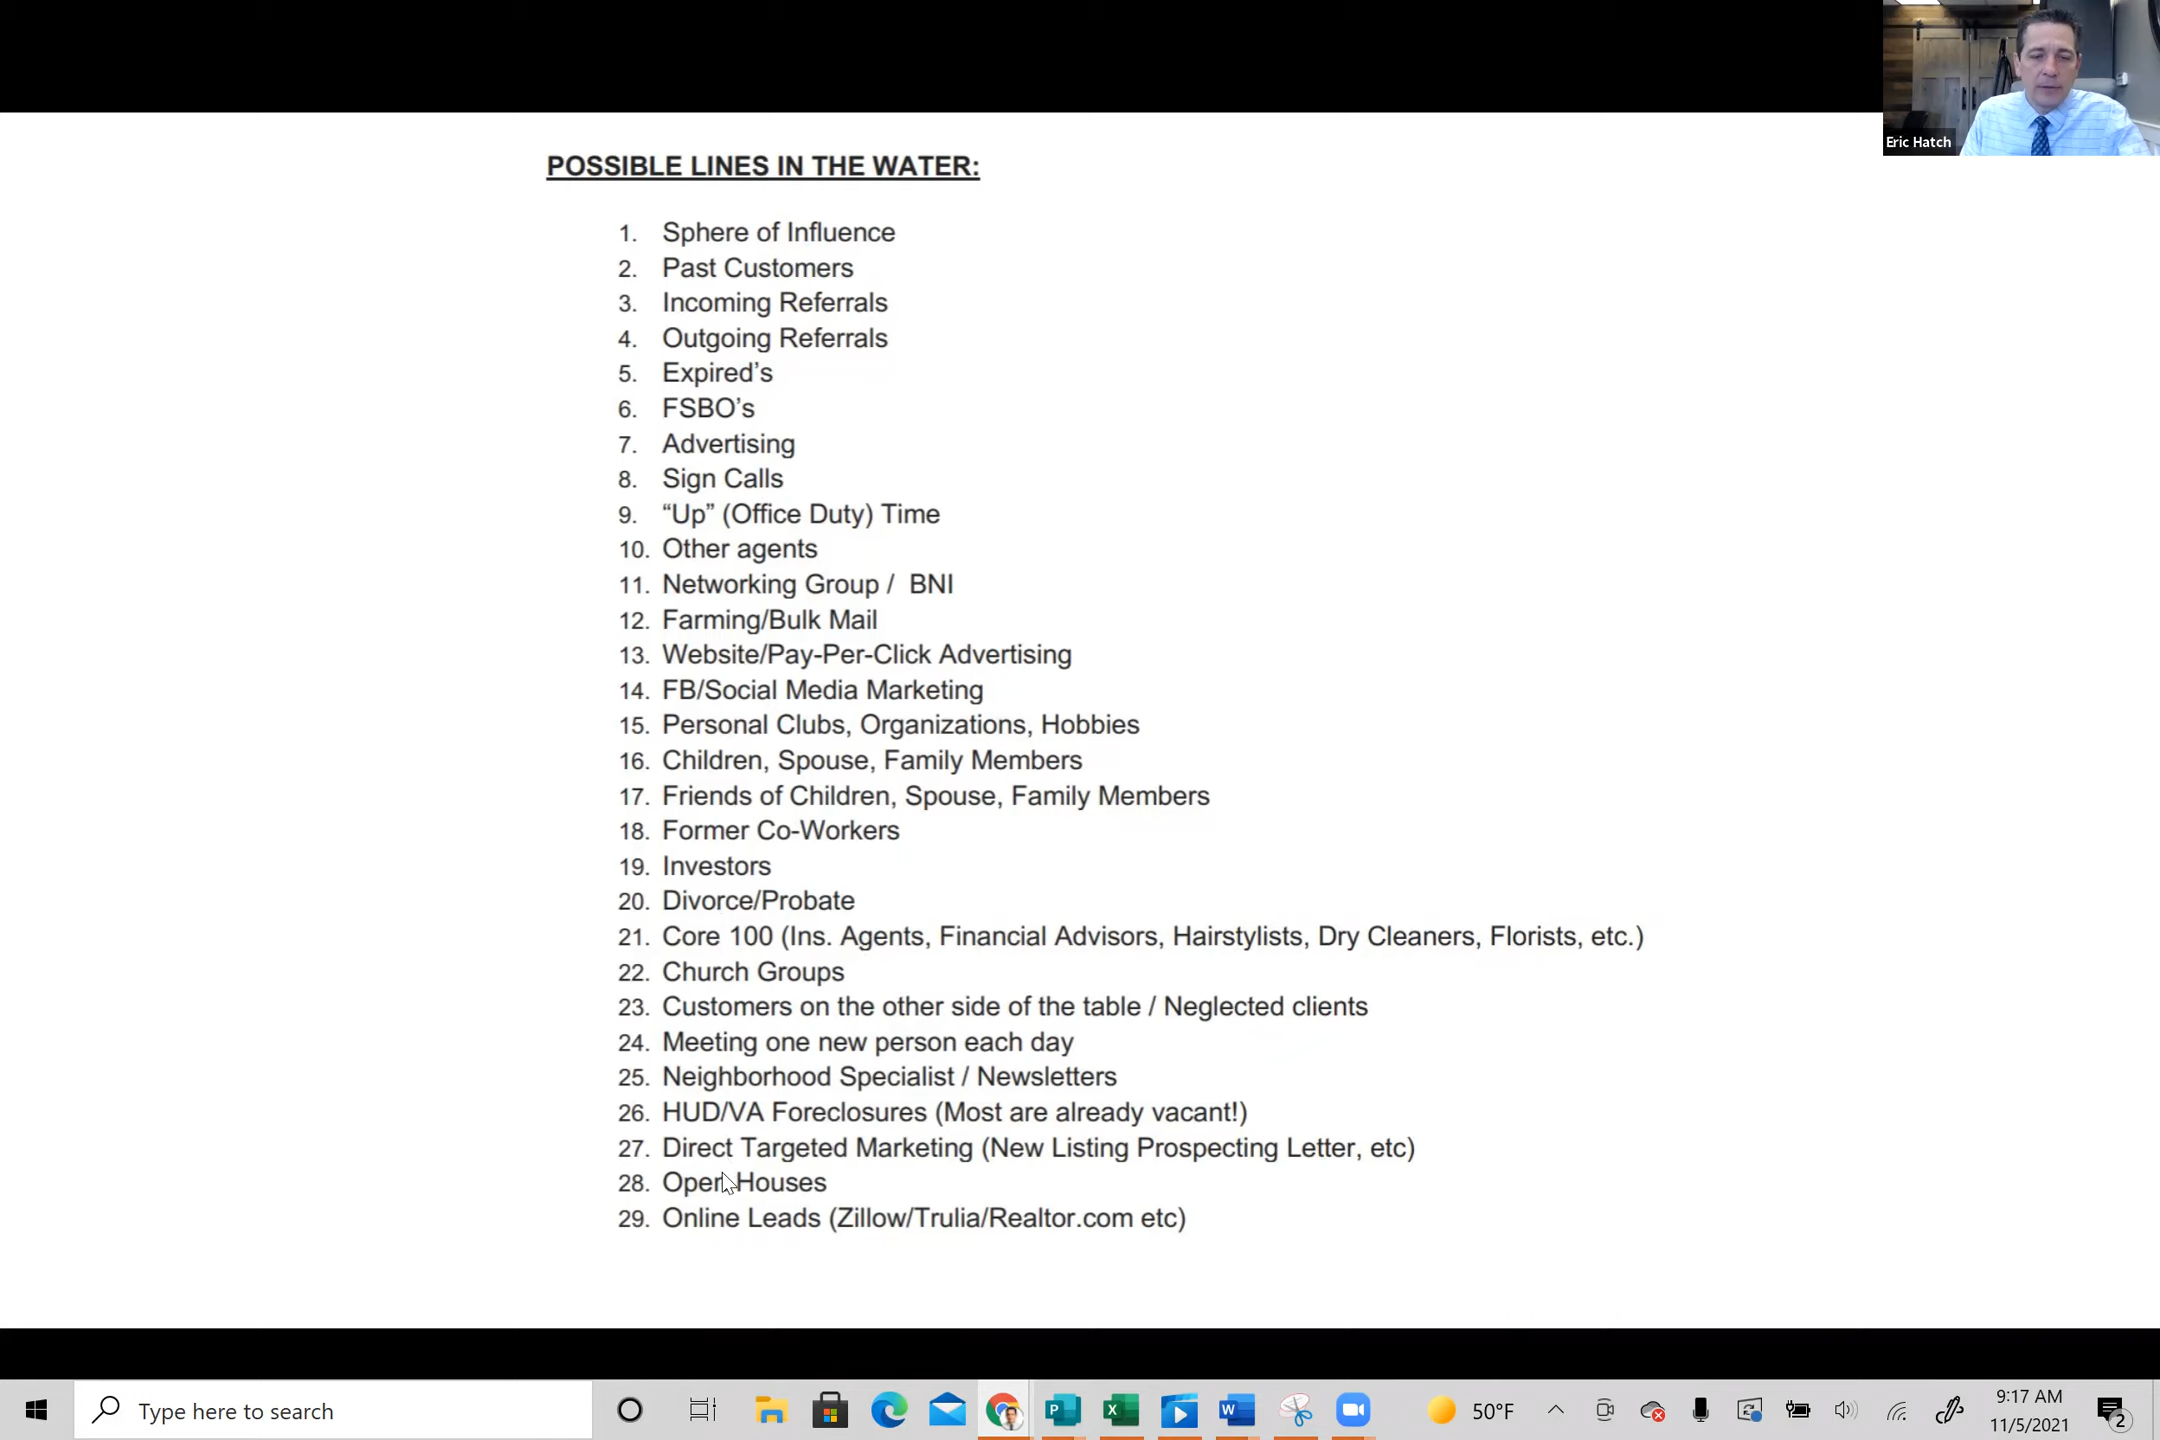 Eric Hatch
POSSIBLE LINES IN THE WATER:
1. Sphere of Influence
2. Past Customers
3. Incoming Referrals
4. Outgoing Referrals
5. Expired’s
6. FSBO’s
7. Advertising
8. Sign Calls
9. “Up” (Office Duty) Time
10. Other agents
11. Networking Group / BNI
12. Farming/Bulk Mail
13. Website/Pay-Per-Click Advertising
14. FB/Social Media Marketing
15. Personal Clubs, Organizations, Hobbies
16. Children, Spouse, Family Members
17. Friends of Children, Spouse, Family Members
18. Former Co-Workers
19. Investors
20. Divorce/Probate
21. Core 100 (Ins. Agents, Financial Advisors, Hairstylists, Dry Cleaners, Florists, etc.)
22. Church Groups
23. Customers on the other side of the table / Neglected clients
24. Meeting one new person each day
25. Neighborhood Specialist / Newsletters
26. HUD/VA Foreclosures (Most are already vacant!)
27. Direct Targeted Marketing (New Listing Prospecting Letter, etc)
28. Open Houses
29. Online Leads (Zillow/Trulia/Realtor.com etc)
Type here to search
P
X
W
50°F
9:17 AM
11/5/2021
2